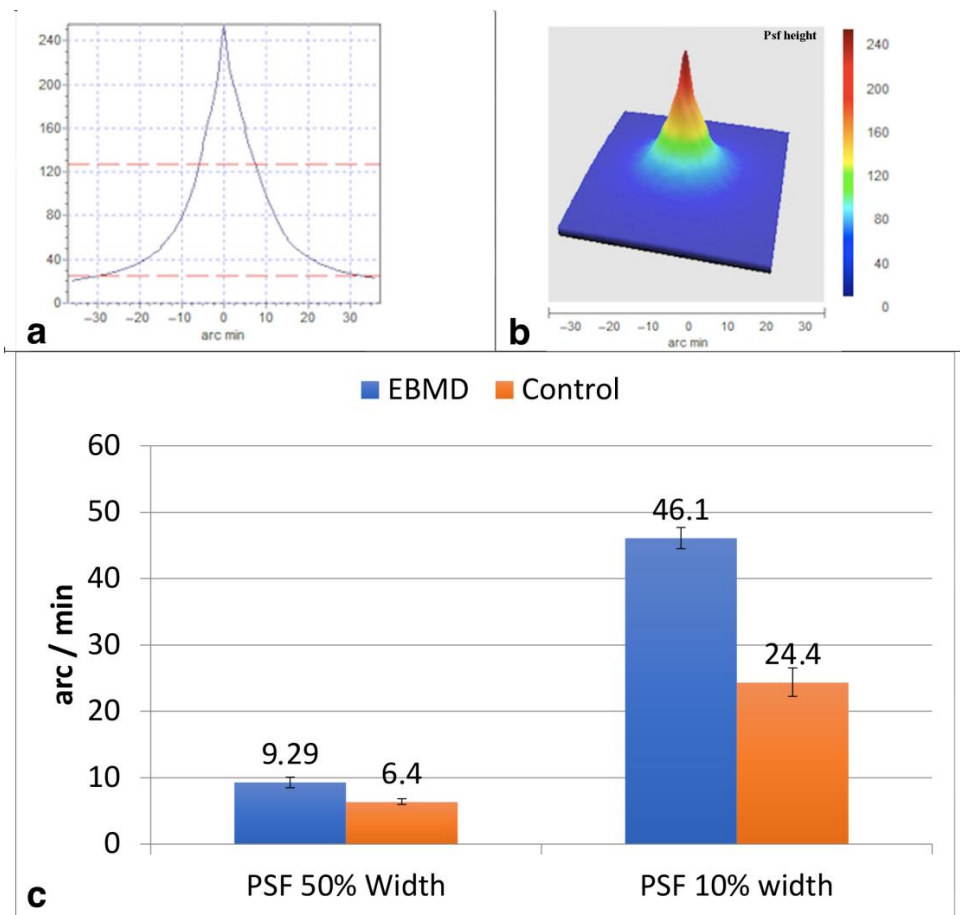 240
200
160
120
80
40
0
−30 −20 −10 0 10 20 30
arc min
a
Psf height
240
200
160
120
80
40
0
−30 −20 −10 0 10 20 30
arc min
b
EBMD Control
60
50
40
30
20
10
0
arc / min
9.29
6.4
46.1
24.4
PSF 50% Width PSF 10% width
c